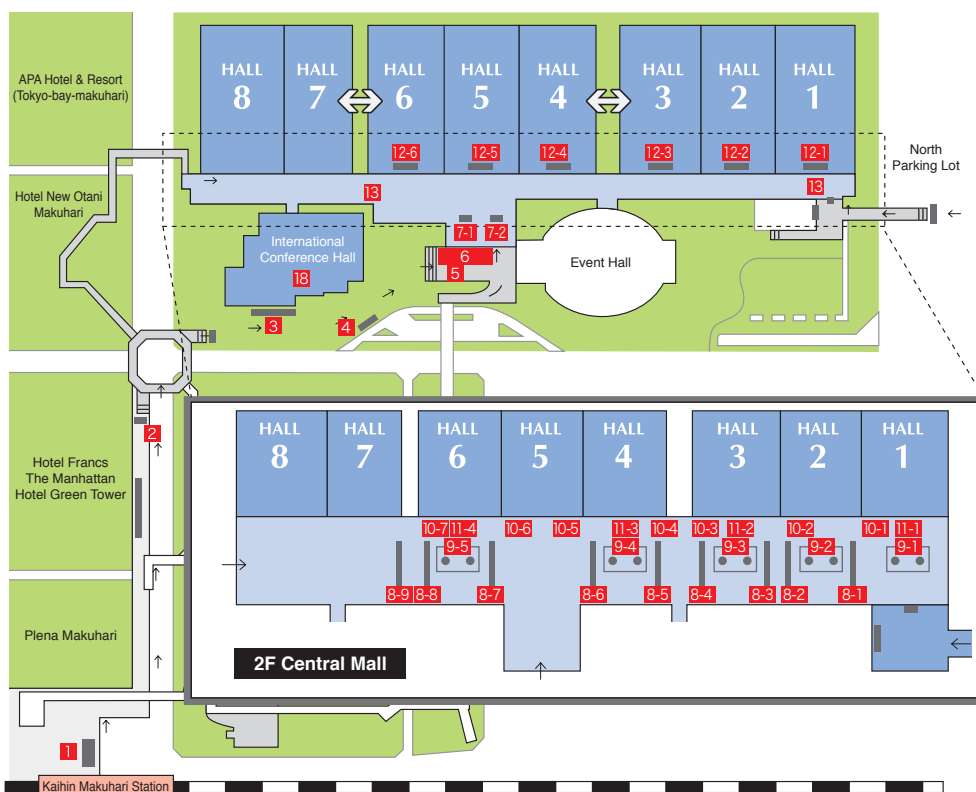 HALL
8
HALL
7
HALL
6
HALL
5
HALL
4
HALL
3
HALL
2
HALL
1
APA Hotel & Resort
(Tokyo-bay-makuhari)
12-6
12-5
12-4
12-3
12-2
12-1
North
Parking Lot
13
13
Hotel New Otani
Makuhari
7-1
7-2
International
Conference Hall
18
6
5
Event Hall
3
4
2
Hotel Francs
The Manhattan
Hotel Green Tower
HALL
8
HALL
7
HALL
6
HALL
5
HALL
4
HALL
3
HALL
2
HALL
1
10-7
11-4
10-6
10-5
11-3
10-4
10-3
11-2
10-2
10-1
11-1
9-5
9-4
9-3
9-2
9-1
8-9
8-8
8-7
8-6
8-5
8-4
8-3
8-2
8-1
Plena Makuhari
2F Central Mall
1
Kaihin Makuhari Station